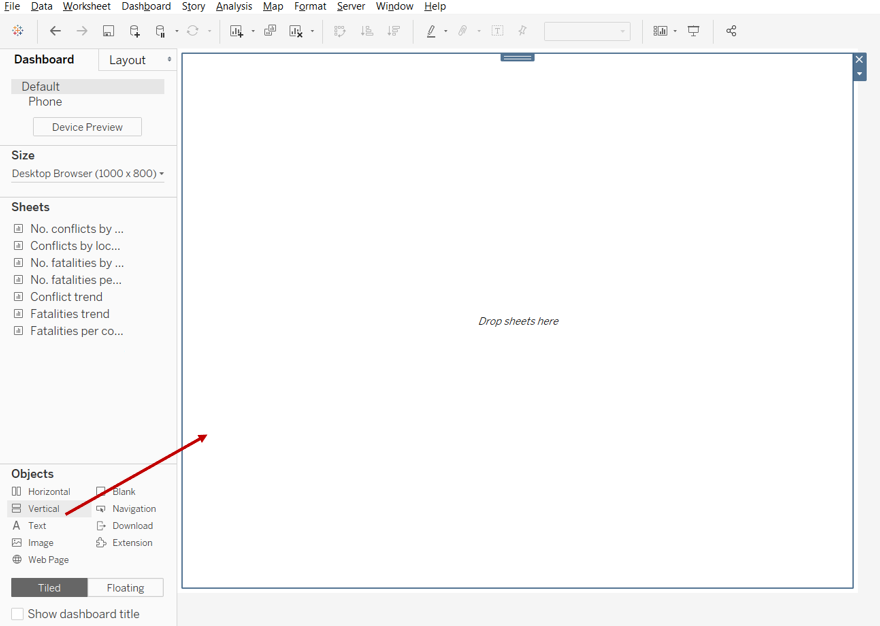 File Data Worksheet Dashboard Story Analysis Map Format Server Window Help
Dashboard Layout
Default
Phone
Device Preview
Size
Desktop Browser (1000 x 800)
Sheets
No. conflicts by ...
Conflicts by loc...
No. fatalities by ...
No. fatalities pe...
Conflict trend
Fatalities trend
Fatalities per co...
Drop sheets here
Objects
Horizontal Blank
Vertical Navigation
Text Download
Image Extension
Web Page
Tiled Floating
Show dashboard title